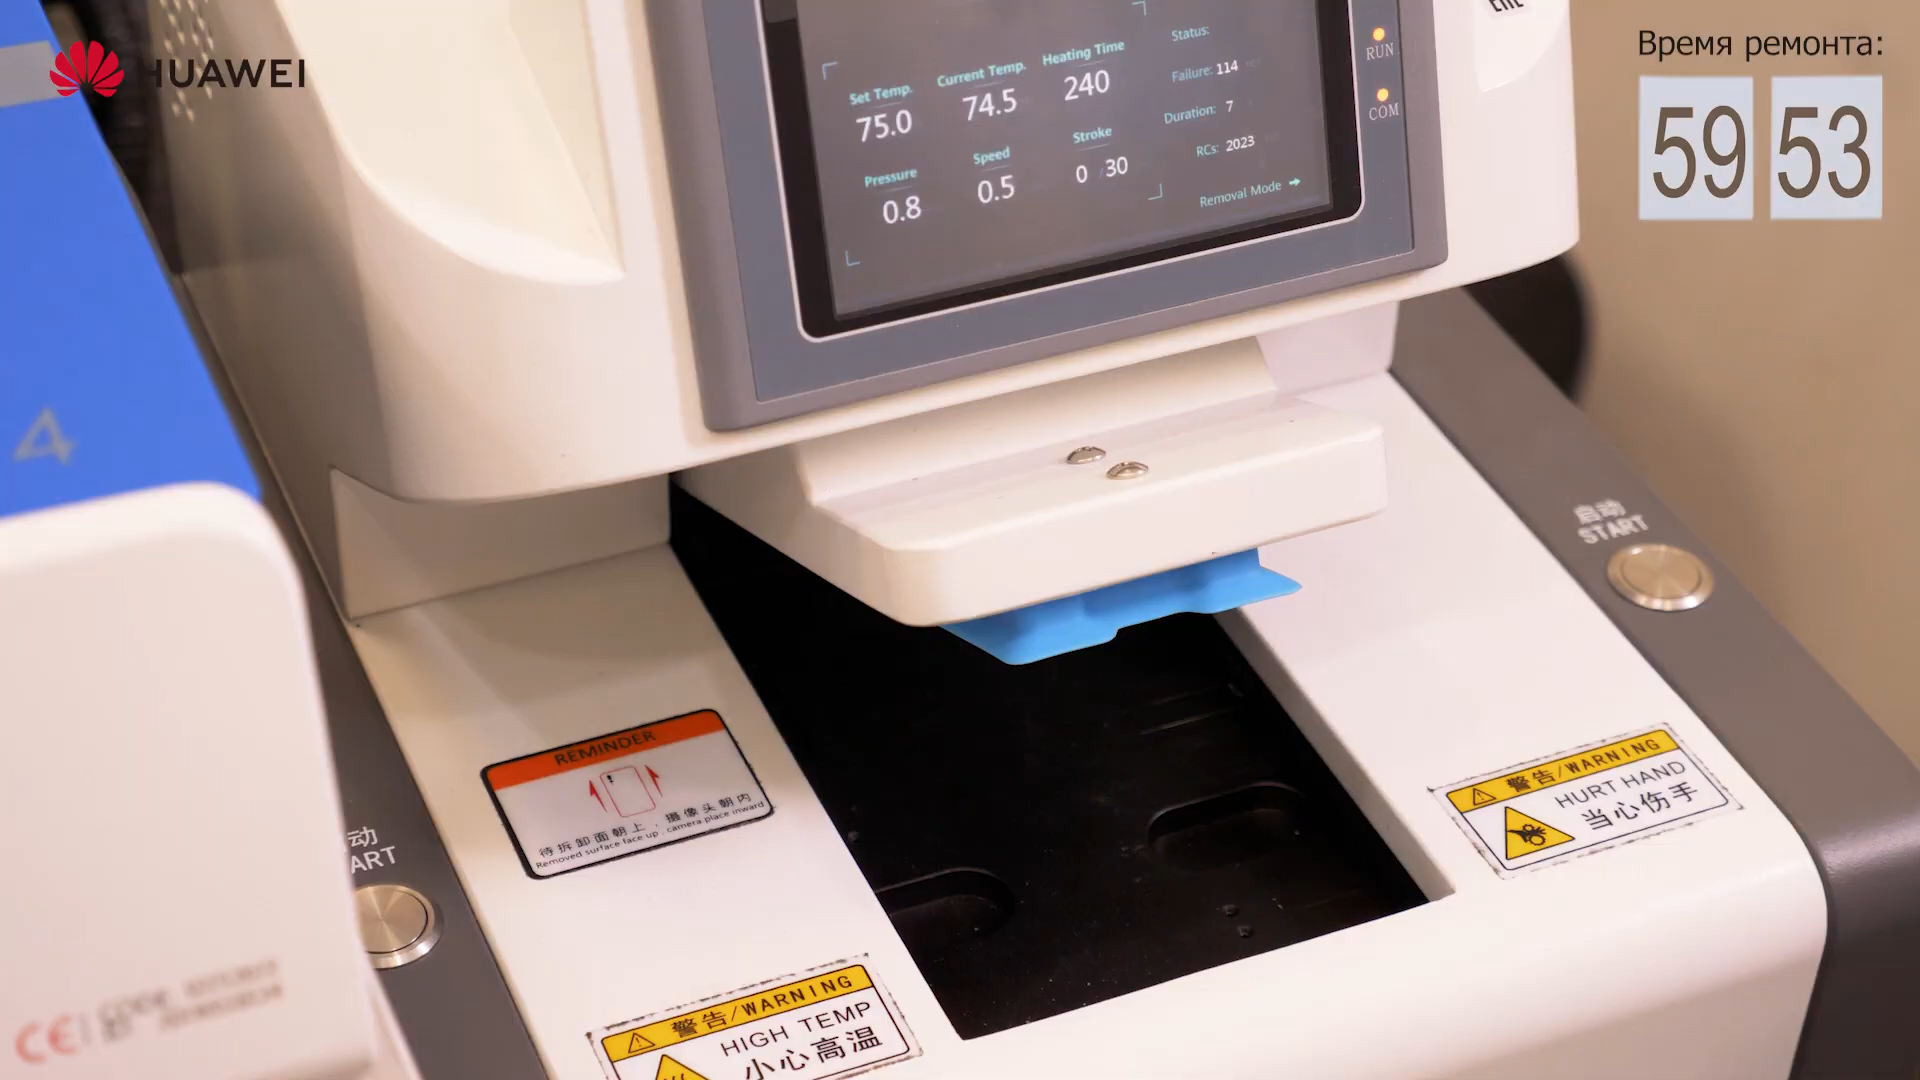 HUAWEI
Время ремонта:
59 53
Set Temp.
75.0
Current Temp.
74.5
Heating Time
240
Pressure
0.8
Speed
0.5
Stroke
0 / 30
Status:
Failure: 114
Duration: 7
RCs: 2023
Removal Mode →
RUN
COM
4
启动
START
动
ART
REMINDER
待拆卸面朝上，摄像头朝内
Removed surface face up, camera place inward
警告/WARNING
HURT HAND
当心伤手
警告/WARNING
HIGH TEMP
小心高温
CE